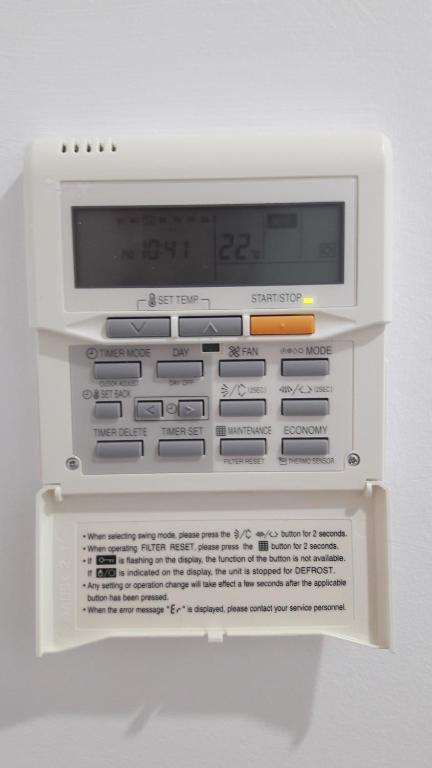 10:41 22°C
SET TEMP. START/STOP
TIMER MODE DAY FAN MODE
CLOCK ADJUST DAY OFF
SET BACK (2SEC) (2SEC)
TIMER DELETE TIMER SET MAINTENANCE ECONOMY
FILTER RESET THERMO SENSOR
• When selecting swing mode, please press the / / button for 2 seconds.
• When operating FILTER RESET, please press the button for 2 seconds.
• If is flashing on the display, the function of the button is not available.
If is indicated on the display, the unit is stopped for DEFROST.
• Any setting or operation change will take effect a few seconds after the applicable
button has been pressed.
• When the error message "Er" is displayed, please contact your service personnel.